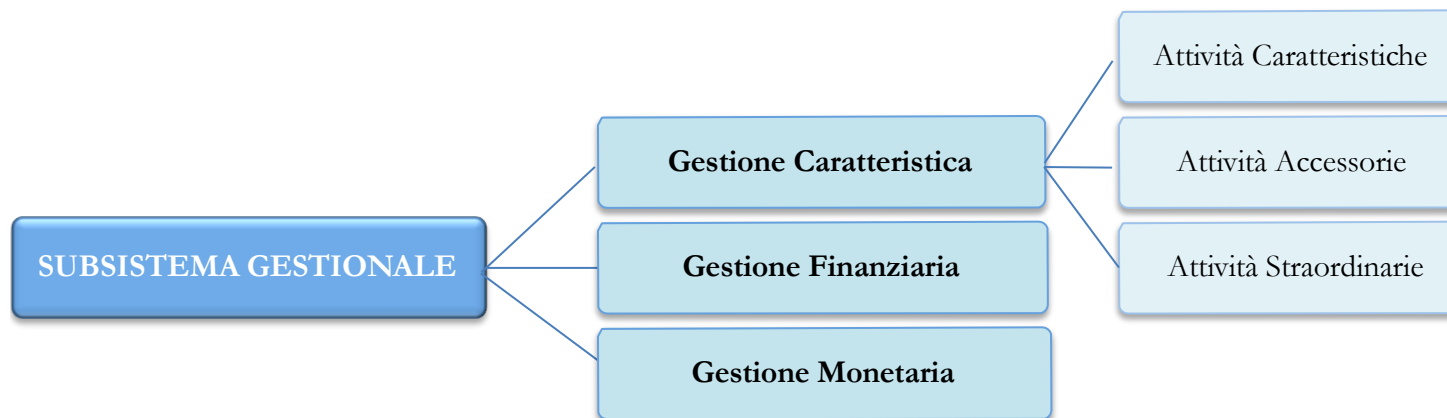 SUBSISTEMA GESTIONALE
Gestione Caratteristica
Gestione Finanziaria
Gestione Monetaria
Attività Caratteristiche
Attività Accessorie
Attività Straordinarie